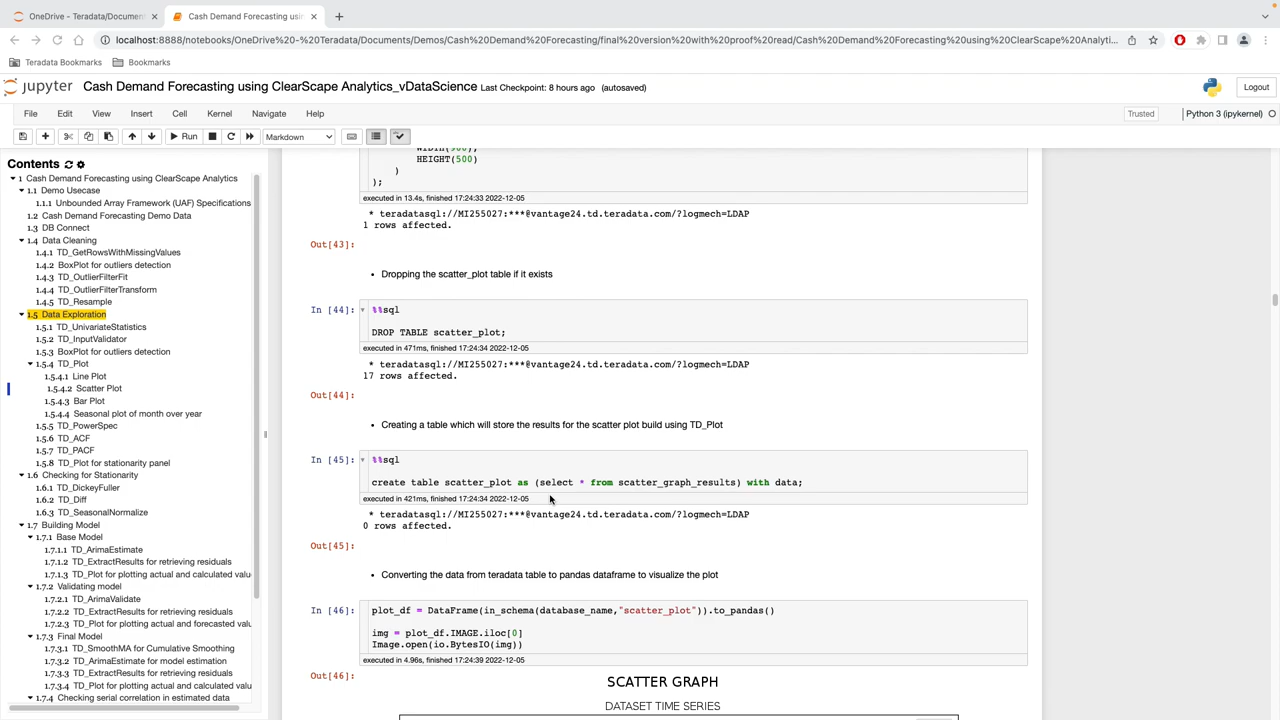 OneDrive - Teradata/Document
Cash Demand Forecasting usin
localhost:8888/notebooks/OneDrive%20-%20Teradata/Documents/Demos/Cash%20Demand%20Forecasting/final%20version%20with%20proof%20read/Cash%20Demand%20Forecasting%20using%20ClearScape%20Analyti...
Teradata Bookmarks
Bookmarks
jupyter
Cash Demand Forecasting using ClearScape Analytics_vDataScience Last Checkpoint: 8 hours ago (autosaved)
Logout
File Edit View Insert Cell Kernel Navigate Help
Trusted
Python 3 (ipykernel)
Run
Markdown
Contents
1 Cash Demand Forecasting using ClearScape Analytics
1.1 Demo Usecase
1.1.1 Unbounded Array Framework (UAF) Specifications
1.2 Cash Demand Forecasting Demo Data
1.3 DB Connect
1.4 Data Cleaning
1.4.1 TD_GetRowsWithMissingValues
1.4.2 BoxPlot for outliers detection
1.4.3 TD_OutlierFilterFit
1.4.4 TD_OutlierFilterTransform
1.4.5 TD_Resample
1.5 Data Exploration
1.5.1 TD_UnivariateStatistics
1.5.2 TD_InputValidator
1.5.3 BoxPlot for outliers detection
1.5.4 TD_Plot
1.5.4.1 Line Plot
1.5.4.2 Scatter Plot
1.5.4.3 Bar Plot
1.5.4.4 Seasonal plot of month over year
1.5.5 TD_PowerSpec
1.5.6 TD_ACF
1.5.7 TD_PACF
1.5.8 TD_Plot for stationarity panel
1.6 Checking for Stationarity
1.6.1 TD_DickeyFuller
1.6.2 TD_Diff
1.6.3 TD_SeasonalNormalize
1.7 Building Model
1.7.1 Base Model
1.7.1.1 TD_ArimaEstimate
1.7.1.2 TD_ExtractResults for retrieving residuals
1.7.1.3 TD_Plot for plotting actual and calculated valu
1.7.2 Validating model
1.7.2.1 TD_ArimaValidate
1.7.2.2 TD_ExtractResults for retrieving residuals
1.7.2.3 TD_Plot for plotting actual and forecasted valu
1.7.3 Final Model
1.7.3.1 TD_SmoothMA for Cumulative Smoothing
1.7.3.2 TD_ArimaEstimate for model estimation
1.7.3.3 TD_ExtractResults for retrieving residuals
1.7.3.4 TD_Plot for plotting actual and calculated valu
1.7.4 Checking serial correlation in estimated data
WIDTH(900),
HEIGHT(500)
)
);
executed in 13.4s, finished 17:24:33 2022-12-05
* teradatasql://MI255027:***@vantage24.td.teradata.com/?logmech=LDAP
1 rows affected.
Out[43]:
• Dropping the scatter_plot table if it exists
In [44]: %%sql
DROP TABLE scatter_plot;
executed in 471ms, finished 17:24:34 2022-12-05
* teradatasql://MI255027:***@vantage24.td.teradata.com/?logmech=LDAP
17 rows affected.
Out[44]:
• Creating a table which will store the results for the scatter plot build using TD_Plot
In [45]: %%sql
create table scatter_plot as (select * from scatter_graph_results) with data;
executed in 421ms, finished 17:24:34 2022-12-05
* teradatasql://MI255027:***@vantage24.td.teradata.com/?logmech=LDAP
0 rows affected.
Out[45]:
• Converting the data from teradata table to pandas dataframe to visualize the plot
In [46]: plot_df = DataFrame(in_schema(database_name,"scatter_plot")).to_pandas()
img = plot_df.IMAGE.iloc[0]
Image.open(io.BytesIO(img))
executed in 4.96s, finished 17:24:39 2022-12-05
Out[46]:
SCATTER GRAPH
DATASET TIME SERIES